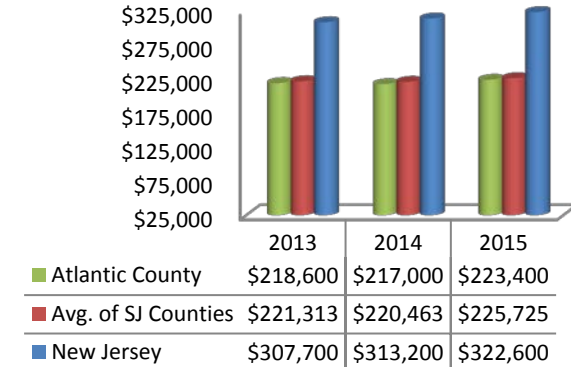 $325,000
$275,000
$225,000
$175,000
$125,000
$75,000
$25,000
2013 2014 2015
Atlantic County $218,600 $217,000 $223,400
Avg. of SJ Counties $221,313 $220,463 $225,725
New Jersey $307,700 $313,200 $322,600